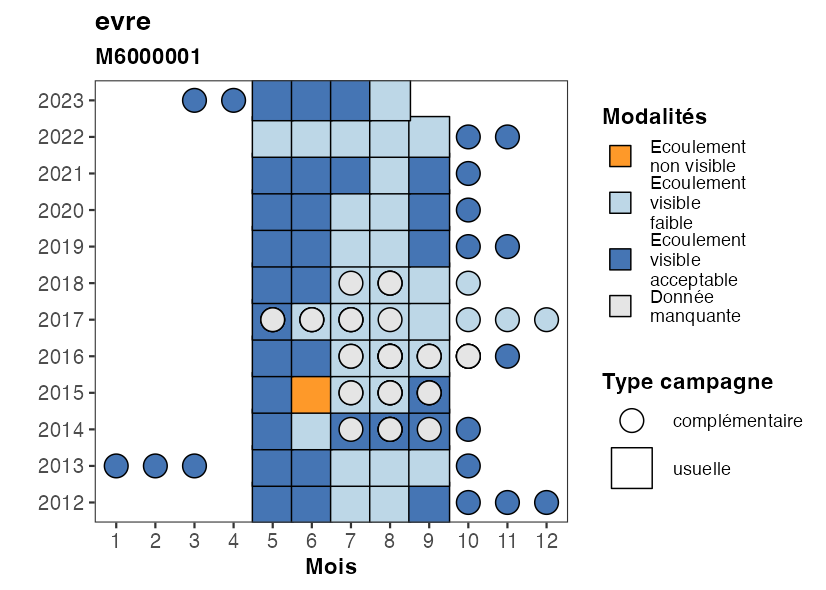 evre
M6000001
2023
2022
2021
2020
2019
2018
2017
2016
2015
2014
2013
2012
1 2 3 4 5 6 7 8 9 10 11 12
Mois
Modalités
Ecoulement
non visible
Ecoulement
visible
faible
Ecoulement
visible
acceptable
Donnée
manquante
Type campagne
complémentaire
usuelle